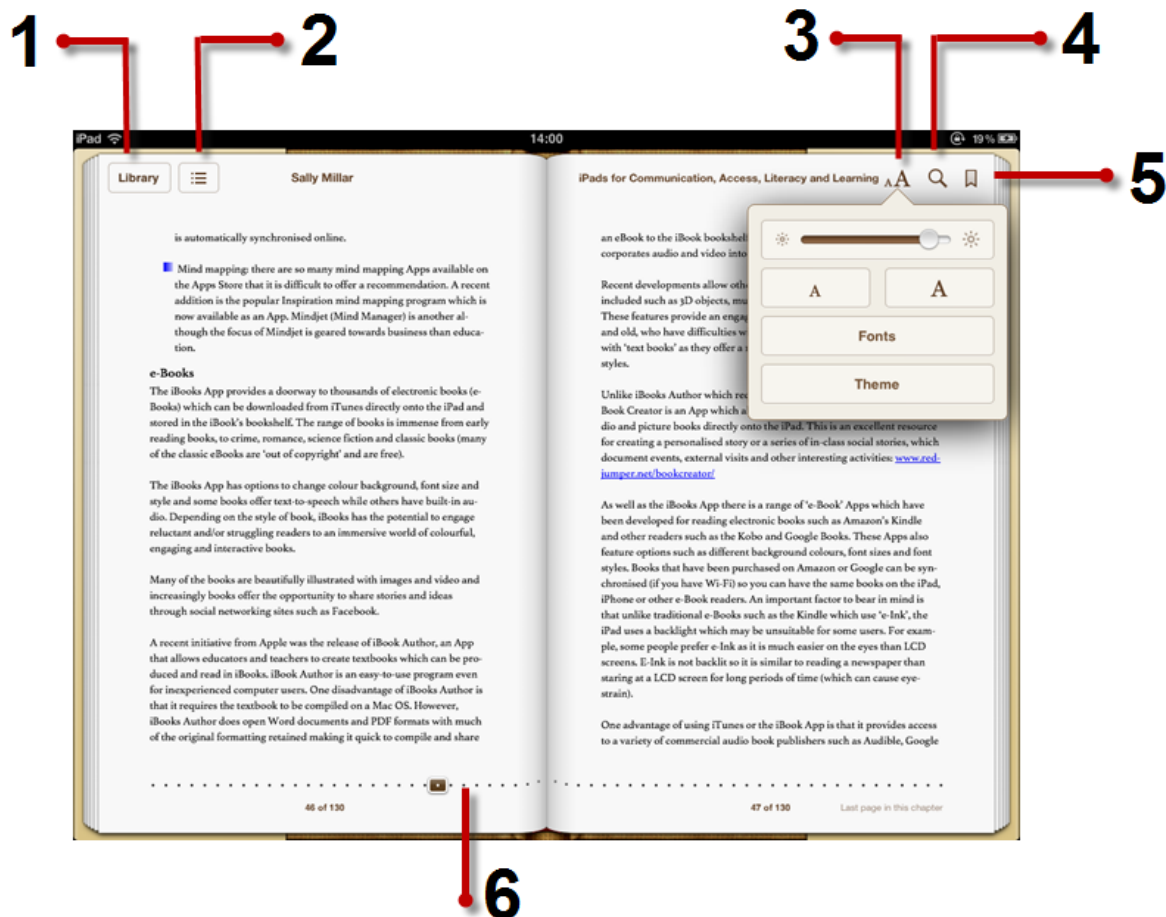 1
2
3
4
iPad
14:00
19%
5
Library
Sally Millar
iPads for Communication, Access, Literacy and Learning
AA
is automatically synchronised online.
Mind mapping: there are so many mind mapping Apps available on
the Apps Store that it is difficult to offer a recommendation. A recent
addition is the popular Inspiration mind mapping program which is
now available as an App. Mindjet (Mind Manager) is another al-
though the focus of Mindjet is geared towards business than educa-
tion.
e-Books
The iBooks App provides a doorway to thousands of electronic books (e-
Books) which can be downloaded from iTunes directly onto the iPad and
stored in the iBook's bookshelf. The range of books is immense from early
reading books, to crime, romance, science fiction and classic books (many
of the classic eBooks are 'out of copyright' and are free).
The iBooks App has options to change colour background, font size and
style and some books offer text-to-speech while others have built-in au-
dio. Depending on the style of book, iBooks has the potential to engage
reluctant and/or struggling readers to an immersive world of colourful,
engaging and interactive books.
Many of the books are beautifully illustrated with images and video and
increasingly books offer the opportunity to share stories and ideas
through social networking sites such as Facebook.
A recent initiative from Apple was the release of iBook Author, an App
that allows educators and teachers to create textbooks which can be pro-
duced and read in iBooks. iBook Author is an easy-to-use program even
for inexperienced computer users. One disadvantage of iBooks Author is
that it requires the textbook to be compiled on a Mac OS. However,
iBooks Author does open Word documents and PDF formats with much
of the original formatting retained making it quick to compile and share
46 of 130
an eBook to the iBook bookshel
corporates audio and video into
Recent developments allow oth
included such as 3D objects, mu
These features provide an engag
and old, who have difficulties w
with 'text books' as they offer a
styles.
Unlike iBooks Author which re
Book Creator is an App which a
dio and picture books directly onto the iPad. This is an excellent resource
for creating a personalised story or a series of in-class social stories, which
document events, external visits and other interesting activities: www.red-
jumper.net/bookcreator/
As well as the iBooks App there is a range of 'e-Book' Apps which have
been developed for reading electronic books such as Amazon's Kindle
and other readers such as the Kobo and Google Books. These Apps also
feature options such as different background colours, font sizes and font
styles. Books that have been purchased on Amazon or Google can be syn-
chronised (if you have Wi-Fi) so you can have the same books on the iPad,
iPhone or other e-Book readers. An important factor to bear in mind is
that unlike traditional e-Books such as the Kindle which use 'e-Ink', the
iPad uses a backlight which may be unsuitable for some users. For exam-
ple, some people prefer e-Ink as it is much easier on the eyes than LCD
screens. E-Ink is not backlit so it is similar to reading a newspaper than
staring at a LCD screen for long periods of time (which can cause eye-
strain).
One advantage of using iTunes or the iBook App is that it provides access
to a variety of commercial audio book publishers such as Audible, Google
47 of 130
Last page in this chapter
A
A
Fonts
Theme
6